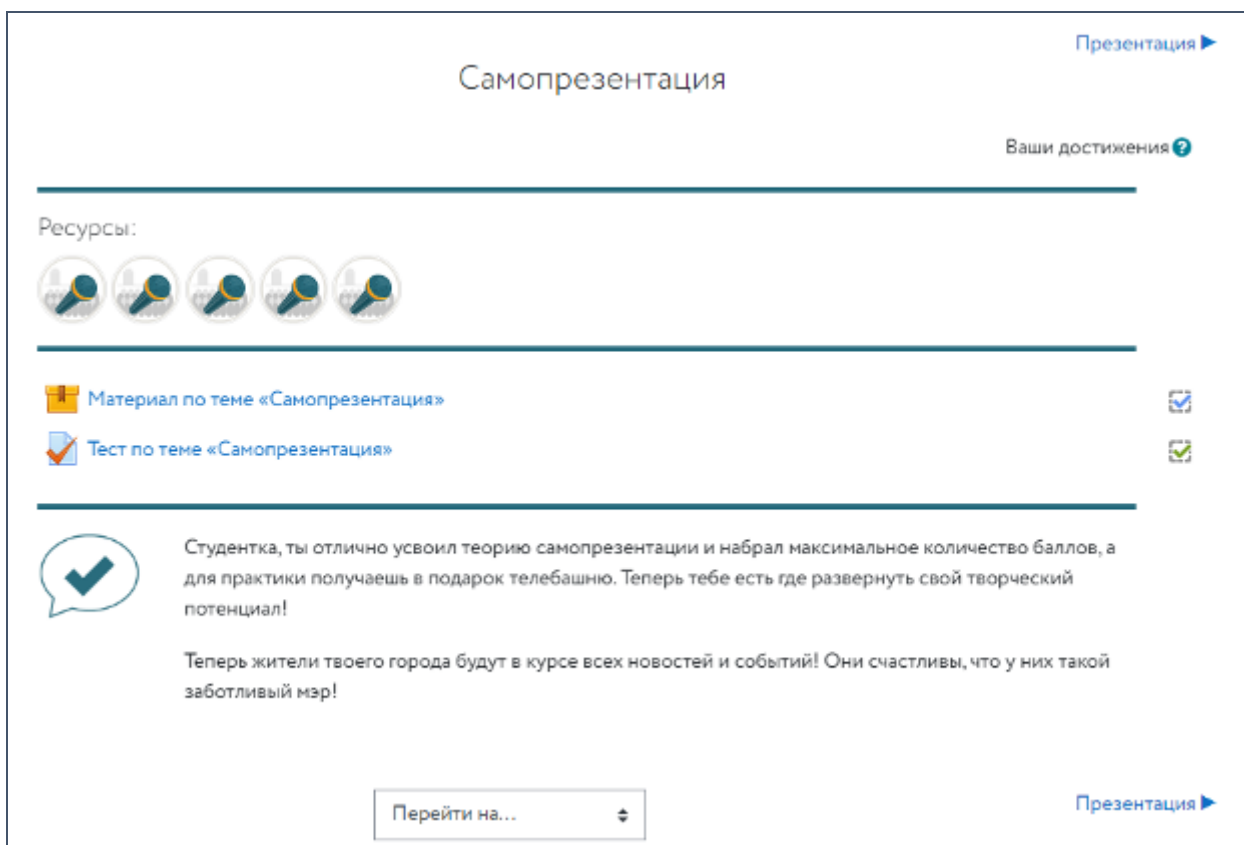 Презентация ►
Самопрезентация
Ваши достижения ?
Ресурсы:
Материал по теме «Самопрезентация»
Тест по теме «Самопрезентация»
Студентка, ты отлично усвоил теорию самопрезентации и набрал максимальное количество баллов, а
для практики получаешь в подарок телебашню. Теперь тебе есть где развернуть свой творческий
потенциал!
Теперь жители твоего города будут в курсе всех новостей и событий! Они счастливы, что у них такой
заботливый мэр!
Перейти на...
Презентация ►